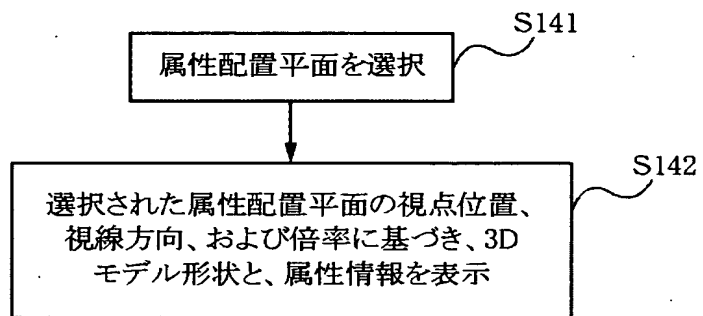 S141
属性配置平面を選択
S142
選択された属性配置平面の視点位置、
視線方向、および倍率に基づき、3D
モデル形状と、属性情報を表示